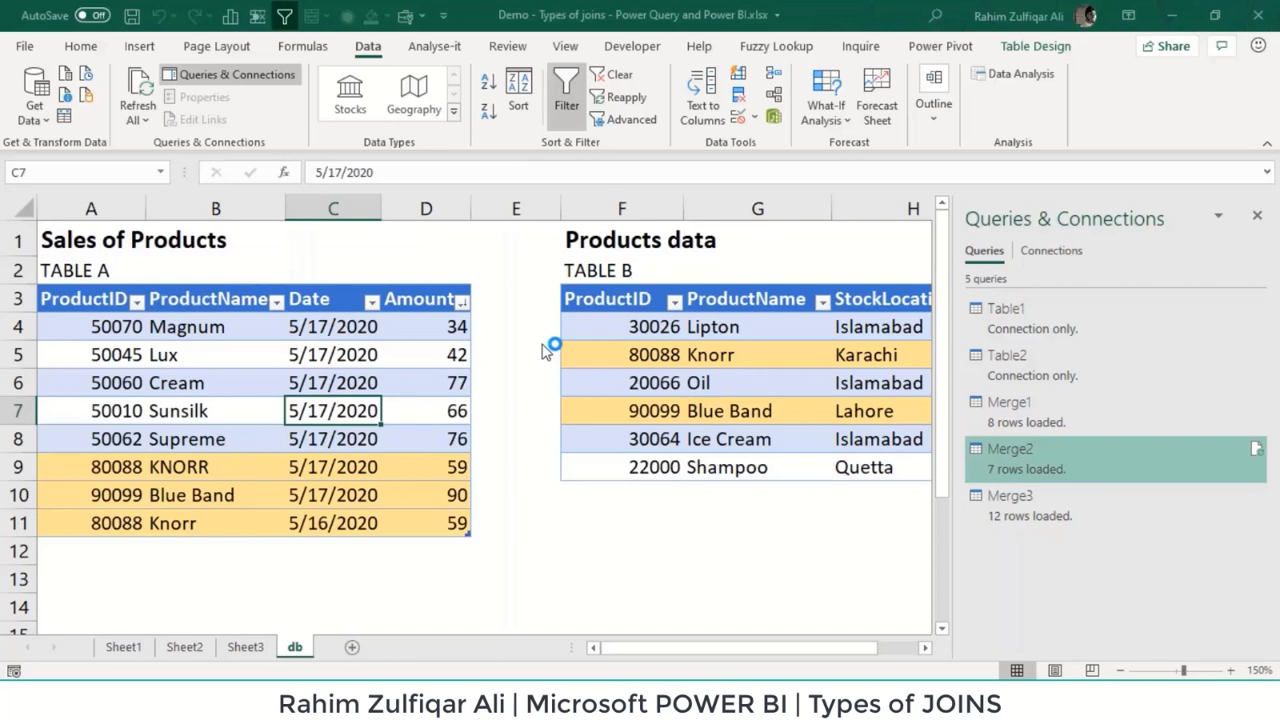 AutoSave Off
Demo - Types of joins - Power Query and Power BI.xlsx
Rahim Zulfiqar Ali
File Home Insert Page Layout Formulas Data Analyse-it Review View Developer Help Fuzzy Lookup Inquire Power Pivot Table Design Share
Get Data
Refresh All
Queries & Connections
Properties
Edit Links
Stocks
Geography
Sort
Filter
Clear
Reapply
Advanced
Text to Columns
What-If Analysis
Forecast Sheet
Outline
Data Analysis
Get & Transform Data Queries & Connections Data Types Sort & Filter Data Tools Forecast Analysis
C7 fx 5/17/2020
A B C D E F G H
1 Sales of Products Products data
2 TABLE A TABLE B
3 ProductID ProductName Date Amount ProductID ProductName StockLocati
4 50070 Magnum 5/17/2020 34 30026 Lipton Islamabad
5 50045 Lux 5/17/2020 42 80088 Knorr Karachi
6 50060 Cream 5/17/2020 77 20066 Oil Islamabad
7 50010 Sunsilk 5/17/2020 66 90099 Blue Band Lahore
8 50062 Supreme 5/17/2020 76 30064 Ice Cream Islamabad
9 80088 KNORR 5/17/2020 59 22000 Shampoo Quetta
10 90099 Blue Band 5/17/2020 90
11 80088 Knorr 5/16/2020 59
12
13
14
15
Queries & Connections
Queries Connections
5 queries
Table1
Connection only.
Table2
Connection only.
Merge1
8 rows loaded.
Merge2
7 rows loaded.
Merge3
12 rows loaded.
Sheet1 Sheet2 Sheet3 db
150%
Rahim Zulfiqar Ali | Microsoft POWER BI | Types of JOINS